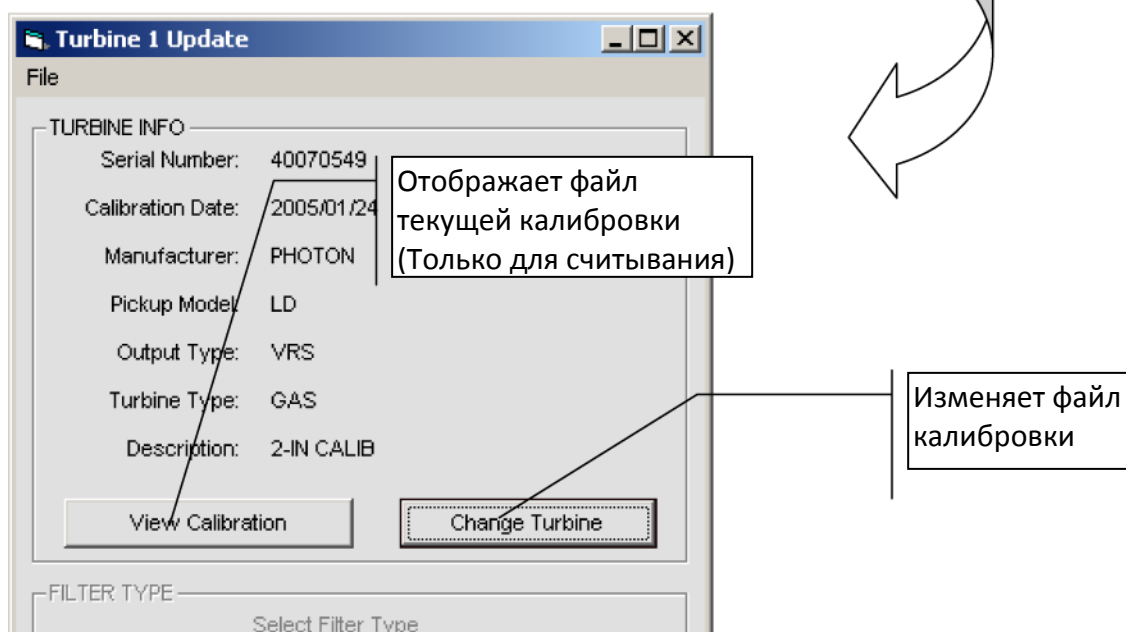 Turbine 1 Update
File
TURBINE INFO
Serial Number: 40070549
Calibration Date: 2005/01/24
Manufacturer: PHOTON
Pickup Model: LD
Output Type: VRS
Turbine Type: GAS
Description: 2-IN CALIB
Отображает файл
текущей калибровки
(Только для считывания)
View Calibration
Change Turbine
Изменяет файл
калибровки
FILTER TYPE
Select Filter Type